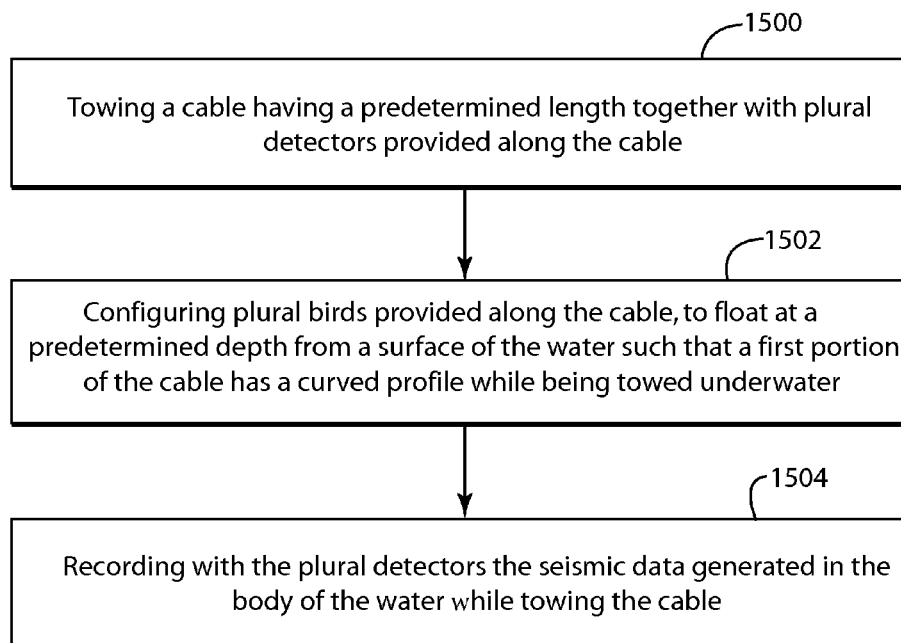 1500
Towing a cable having a predetermined length together with plural
detectors provided along the cable
1502
Configuring plural birds provided along the cable, to float at a
predetermined depth from a surface of the water such that a first portion
of the cable has a curved profile while being towed underwater
1504
Recording with the plural detectors the seismic data generated in the
body of the water while towing the cable